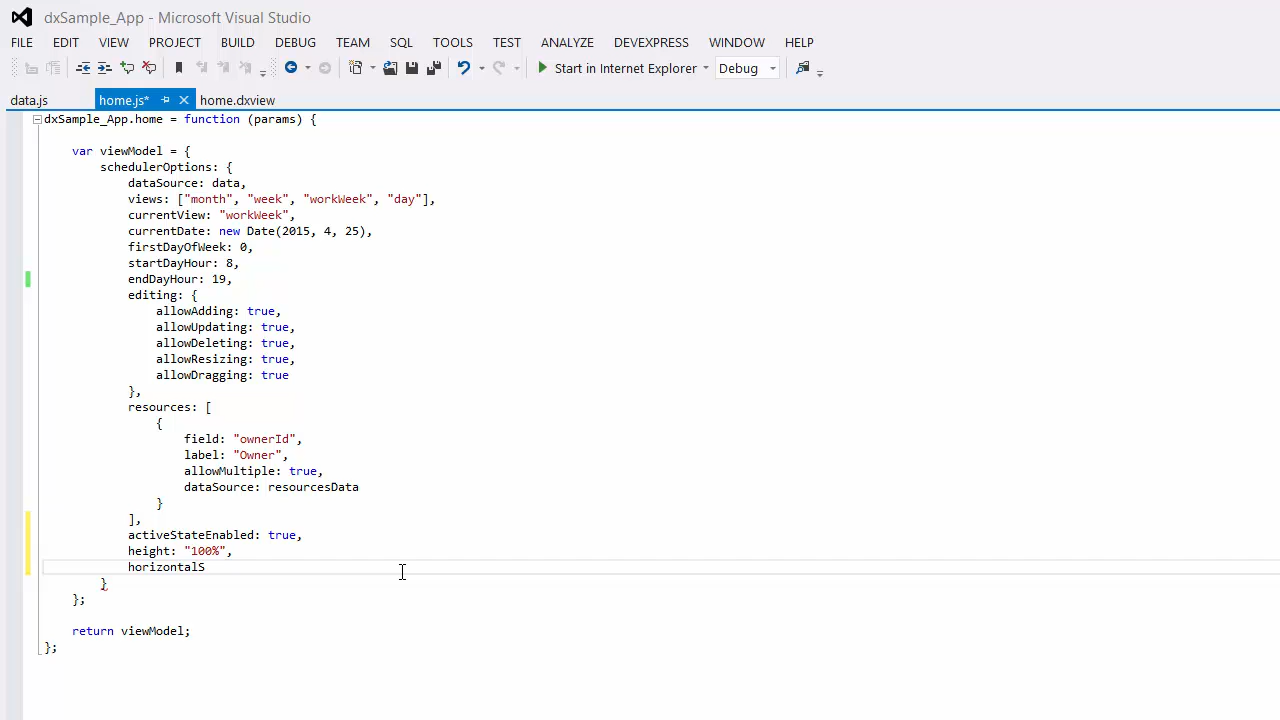 dxSample_App - Microsoft Visual Studio
FILE EDIT VIEW PROJECT BUILD DEBUG TEAM SQL TOOLS TEST ANALYZE DEVEXPRESS WINDOW HELP
Start in Internet Explorer Debug
data.js home.js* home.dxview
dxSample_App.home = function (params) {
var viewModel = {
schedulerOptions: {
dataSource: data,
views: ["month", "week", "workWeek", "day"],
currentView: "workWeek",
currentDate: new Date(2015, 4, 25),
firstDayOfWeek: 0,
startDayHour: 8,
endDayHour: 19,
editing: {
allowAdding: true,
allowUpdating: true,
allowDeleting: true,
allowResizing: true,
allowDragging: true
},
resources: [
{
field: "ownerId",
label: "Owner",
allowMultiple: true,
dataSource: resourcesData
}
],
activeStateEnabled: true,
height: "100%",
horizontalS
}
};
return viewModel;
};